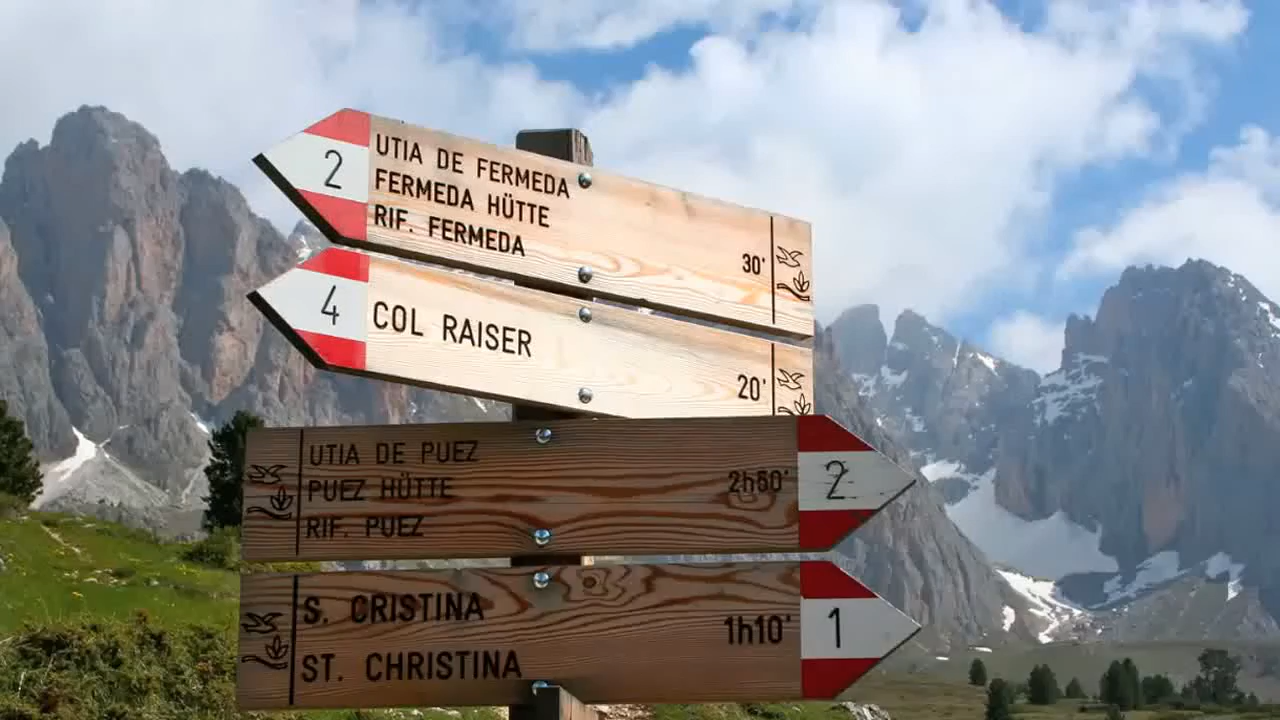 2
UTIA DE FERMEDA
FERMEDA HÜTTE
RIF. FERMEDA
30'
4
COL RAISER
20'
UTIA DE PUEZ
PUEZ HÜTTE
RIF. PUEZ
2h50'
2
S. CRISTINA
ST. CHRISTINA
1h10'
1